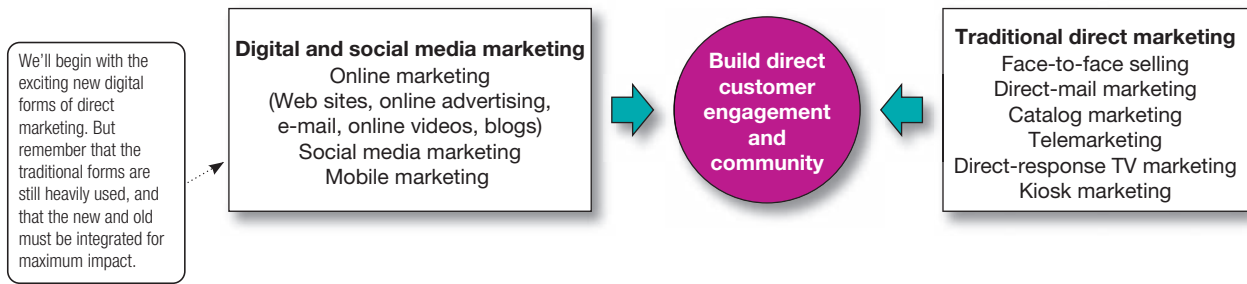 We'll begin with the
exciting new digital
forms of direct
marketing. But
remember that the
traditional forms are
still heavily used, and
that the new and old
must be integrated for
maximum impact.
Digital and social media marketing
Online marketing
(Web sites, online advertising,
e-mail, online videos, blogs)
Social media marketing
Mobile marketing
Build direct
customer
engagement
and
community
Traditional direct marketing
Face-to-face selling
Direct-mail marketing
Catalog marketing
Telemarketing
Direct-response TV marketing
Kiosk marketing